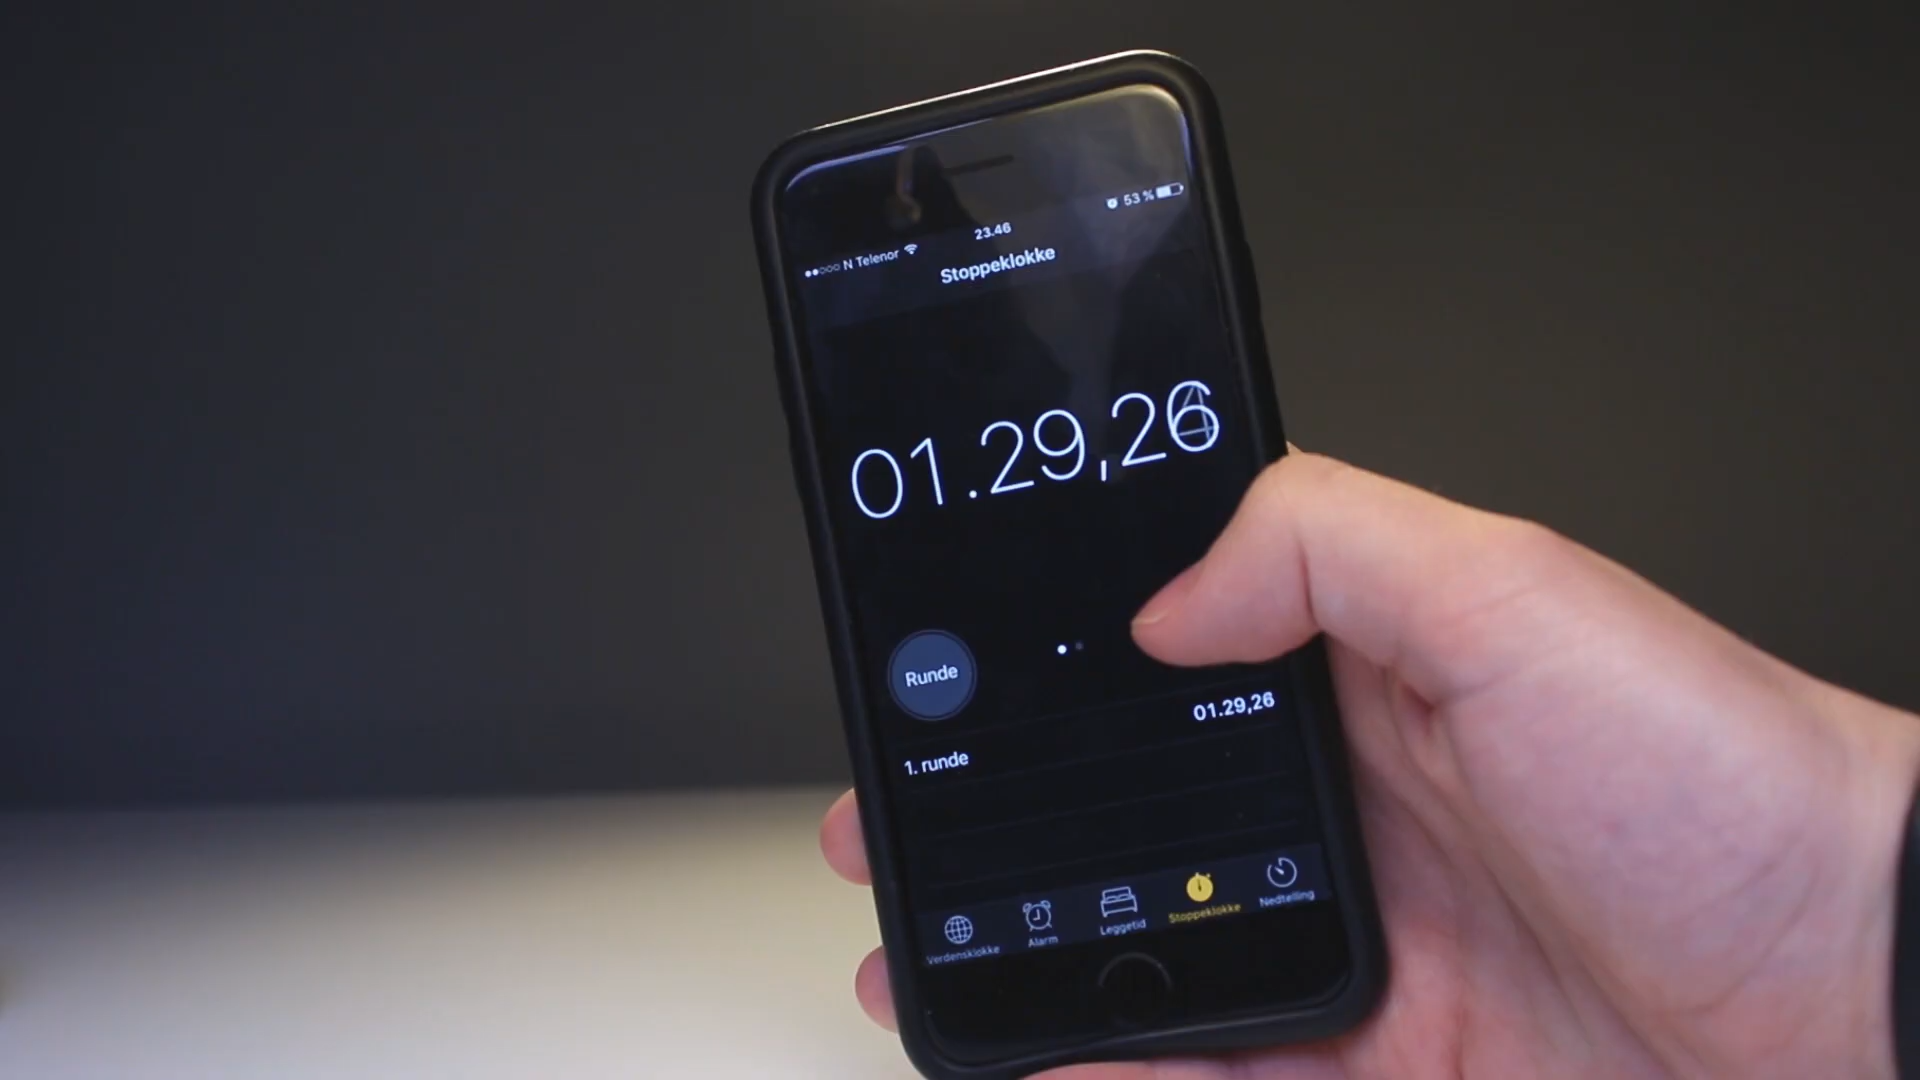 N Telenor 23.46 53 %
Stoppeklokke
01.29,26
Runde
01.29,26
1. runde
Verdensklokke Alarm Leggetid Stoppeklokke Nedtelling